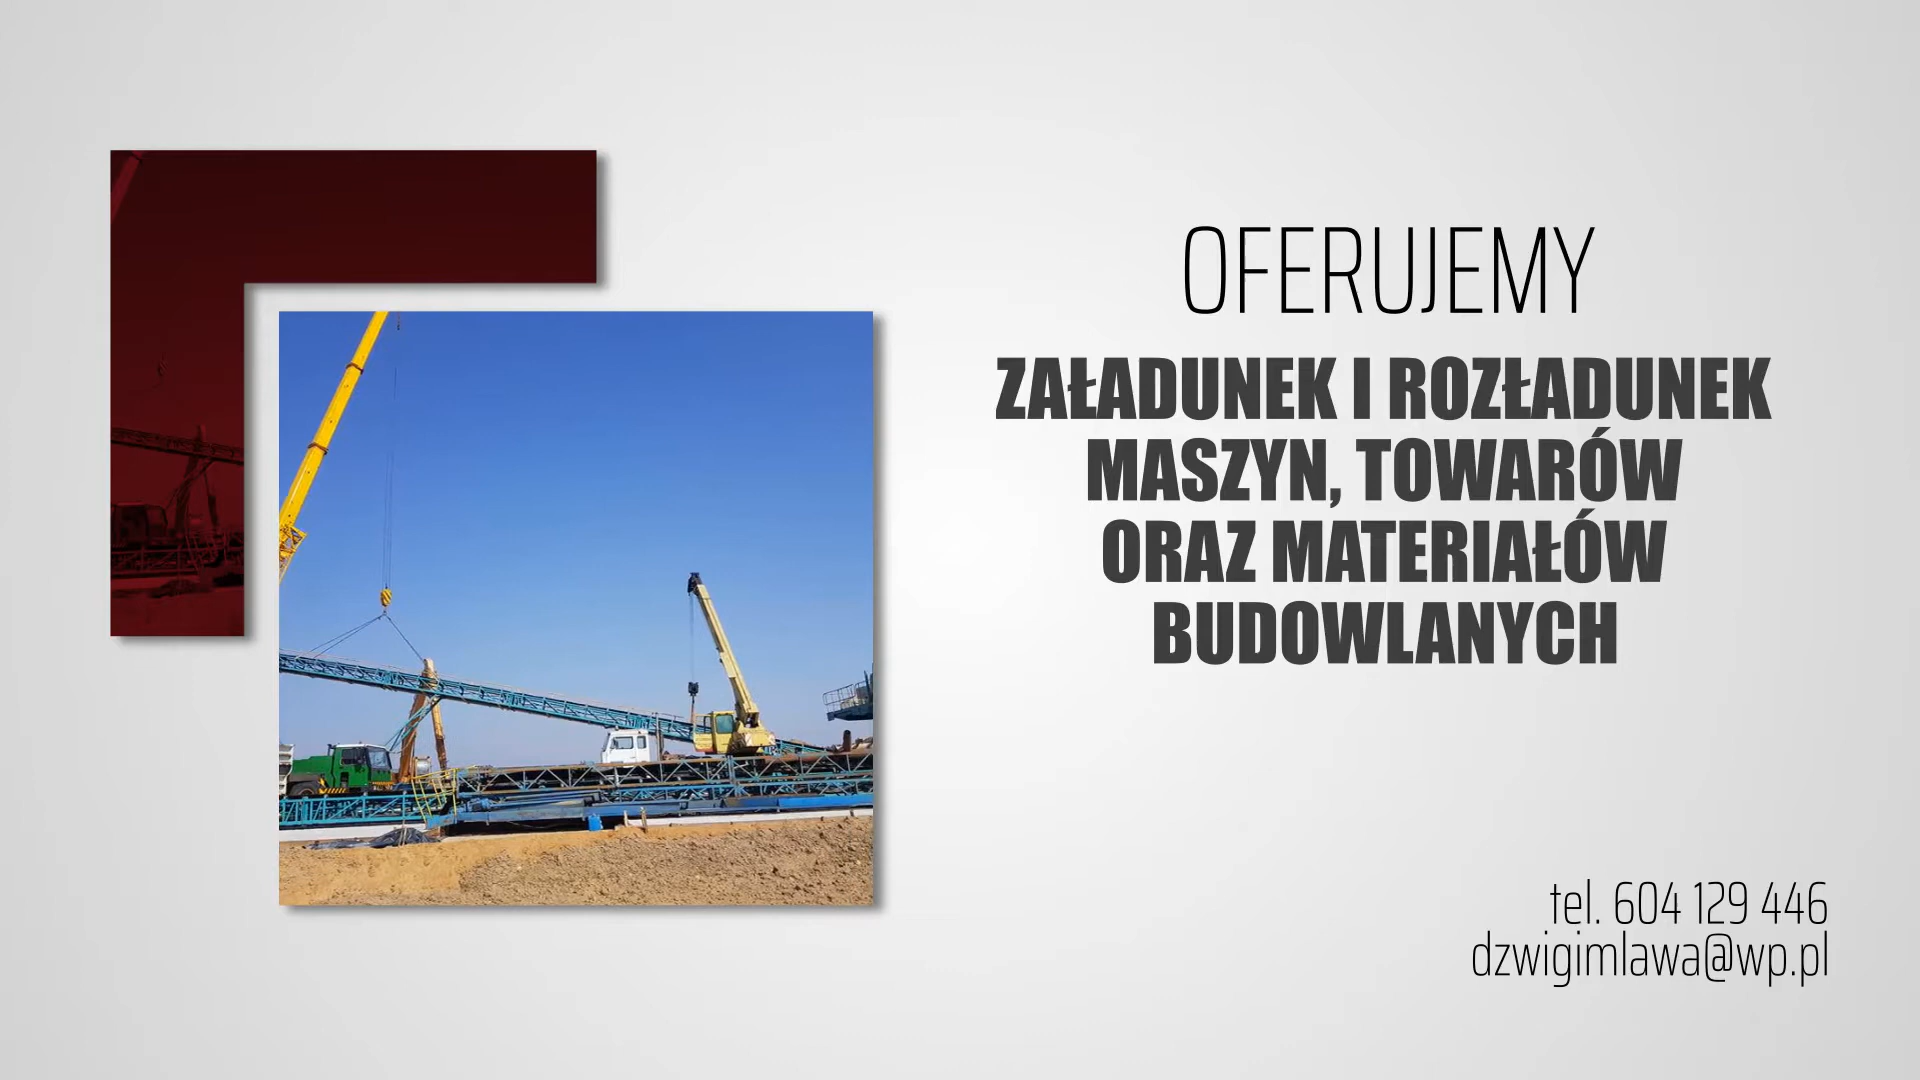 OFERUJEMY
ZAŁADUNEK I ROZŁADUNEK
MASZYN, TOWARÓW
ORAZ MATERIAŁÓW
BUDOWLANYCH
tel. 604 129 446
dzwigimlawa@wp.pl